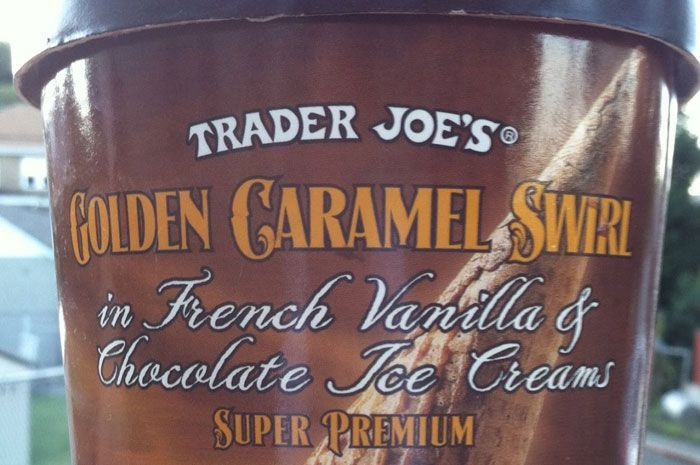 TRADER JOE'S®
GOLDEN CARAMEL SWIRL
in French Vanilla &
Chocolate Ice Creams
SUPER PREMIUM